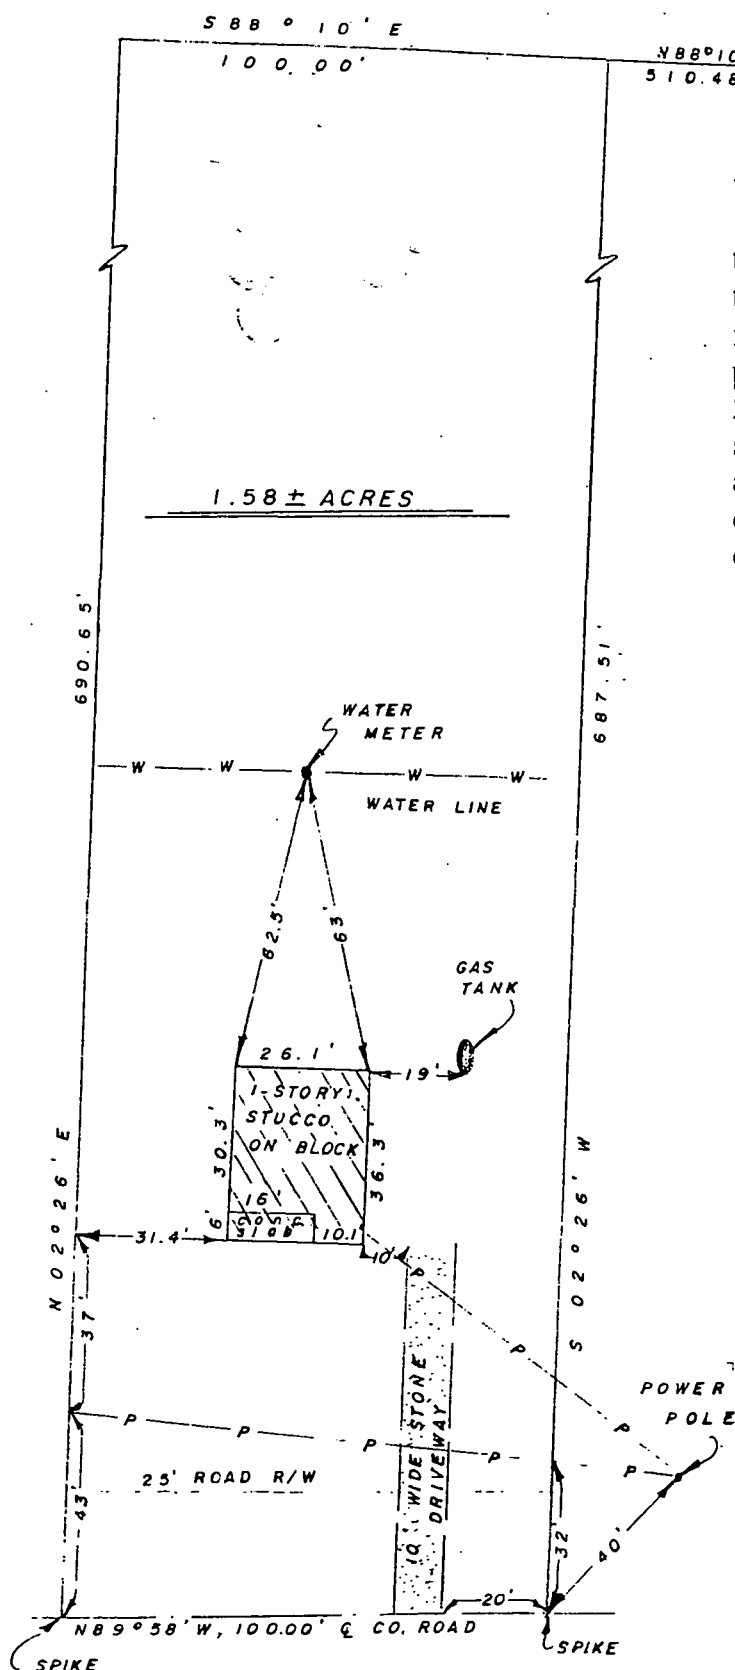 S 88 ° 10' E
100.00'
N88°10
510.48
1.58 ± ACRES
690.65'
687.51'
WATER
METER
W W W W
WATER LINE
62.5'
63'
GAS
TANK
26.1'
19'
1-STORY
STUCCO
ON BLOCK
30.3'
36.3'
16'
6'
conc
slab
10.1'
31.4'
10'
N 02° 26' E
S 02° 26' W
37'
P
P
P
POWER
POLE
P P P P
P
25' ROAD R/W
43'
10' WIDE STONE
DRIVEWAY
32'
40'
20'
N89°58'W, 100.00' ℄ CO. ROAD
SPIKE
SPIKE